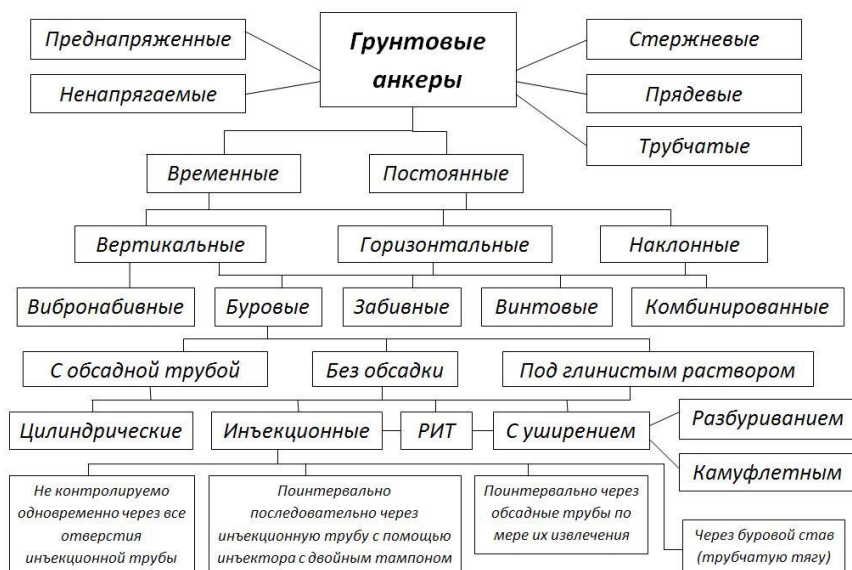 Преднапряженные
Ненапрягаемые
Грунтовые
анкеры
Стержневые
Прядевые
Трубчатые
Временные
Постоянные
Вертикальные
Горизонтальные
Наклонные
Вибронабивные
Буровые
Забивные
Винтовые
Комбинированные
С обсадной трубой
Без обсадки
Под глинистым раствором
Цилиндрические
Инъекционные
РИТ
С уширением
Разбуриванием
Камуфлетным
Не контролируемо
одновременно через все
отверстия
инъекционной трубы
Поинтервально
последовательно через
инъекционную трубу с помощью
инъектора с двойным тампоном
Поинтервально через
обсадные трубы по
мере их извлечения
Через буровой став
(трубчатую тягу)